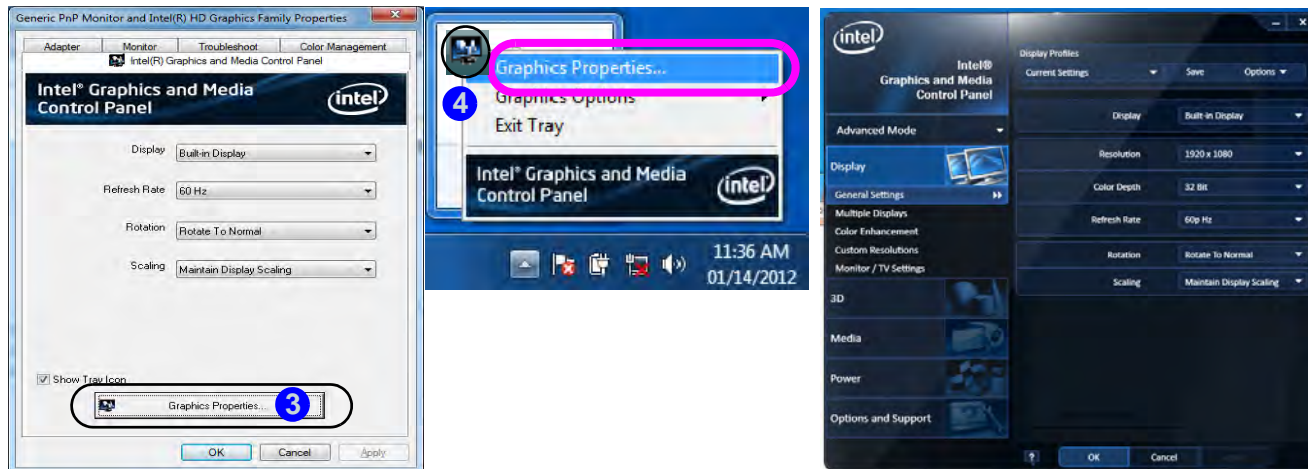 Generic PnP Monitor and Intel(R) HD Graphics Family Properties
Adapter Monitor Troubleshoot Color Management
Intel(R) Graphics and Media Control Panel
Intel® Graphics and Media
Control Panel
intel
Display Built-in Display
Refresh Rate 60 Hz
Rotation Rotate To Normal
Scaling Maintain Display Scaling
Show Tray Icon
Graphics Properties...
3
OK Cancel Apply
Graphics Properties...
4
Graphics Options
Exit Tray
Intel® Graphics and Media
Control Panel
intel
11:36 AM
01/14/2012
intel
Intel®
Graphics and Media
Control Panel
Advanced Mode
Display
General Settings
Multiple Displays
Color Enhancement
Custom Resolutions
Monitor / TV Settings
3D
Media
Power
Options and Support
Display Profiles
Current Settings Save Options
Display Built-in Display
Resolution 1920 x 1080
Color Depth 32 Bit
Refresh Rate 60p Hz
Rotation Rotate To Normal
Scaling Maintain Display Scaling
? OK Cancel